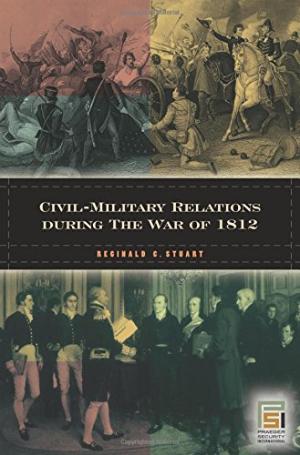 CIVIL-MILITARY RELATIONS
DURING THE WAR OF 1812
REGINALD C. STUART
PSI
PRAEGER
SECURITY
INTERNATIONAL